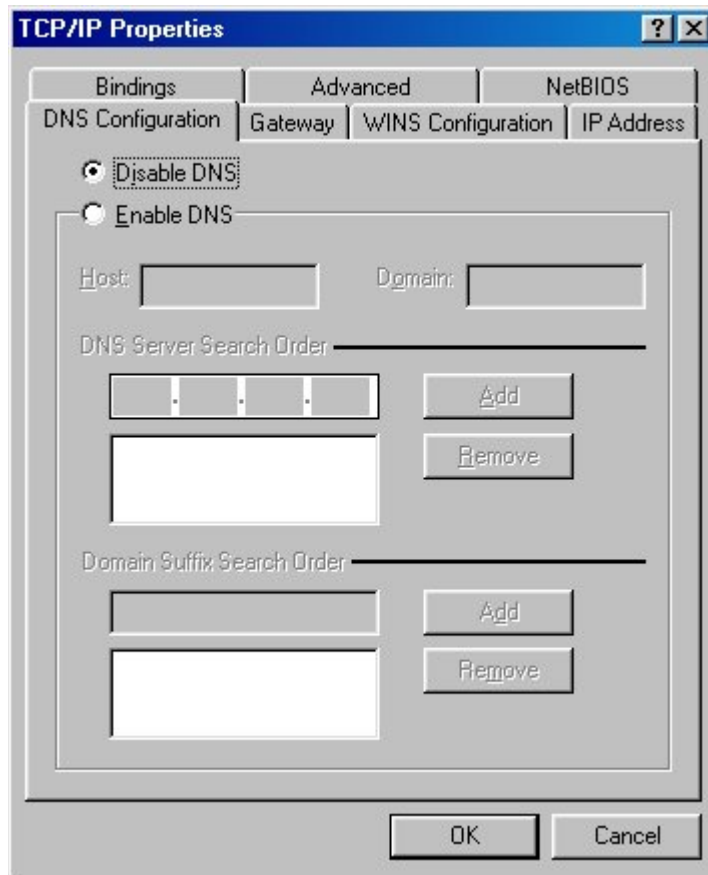 TCP/IP Properties
Bindings Advanced NetBIOS
DNS Configuration Gateway WINS Configuration IP Address
Disable DNS
Enable DNS
Host: Domain:
DNS Server Search Order
. . . Add
Remove
Domain Suffix Search Order
Add
Remove
OK Cancel